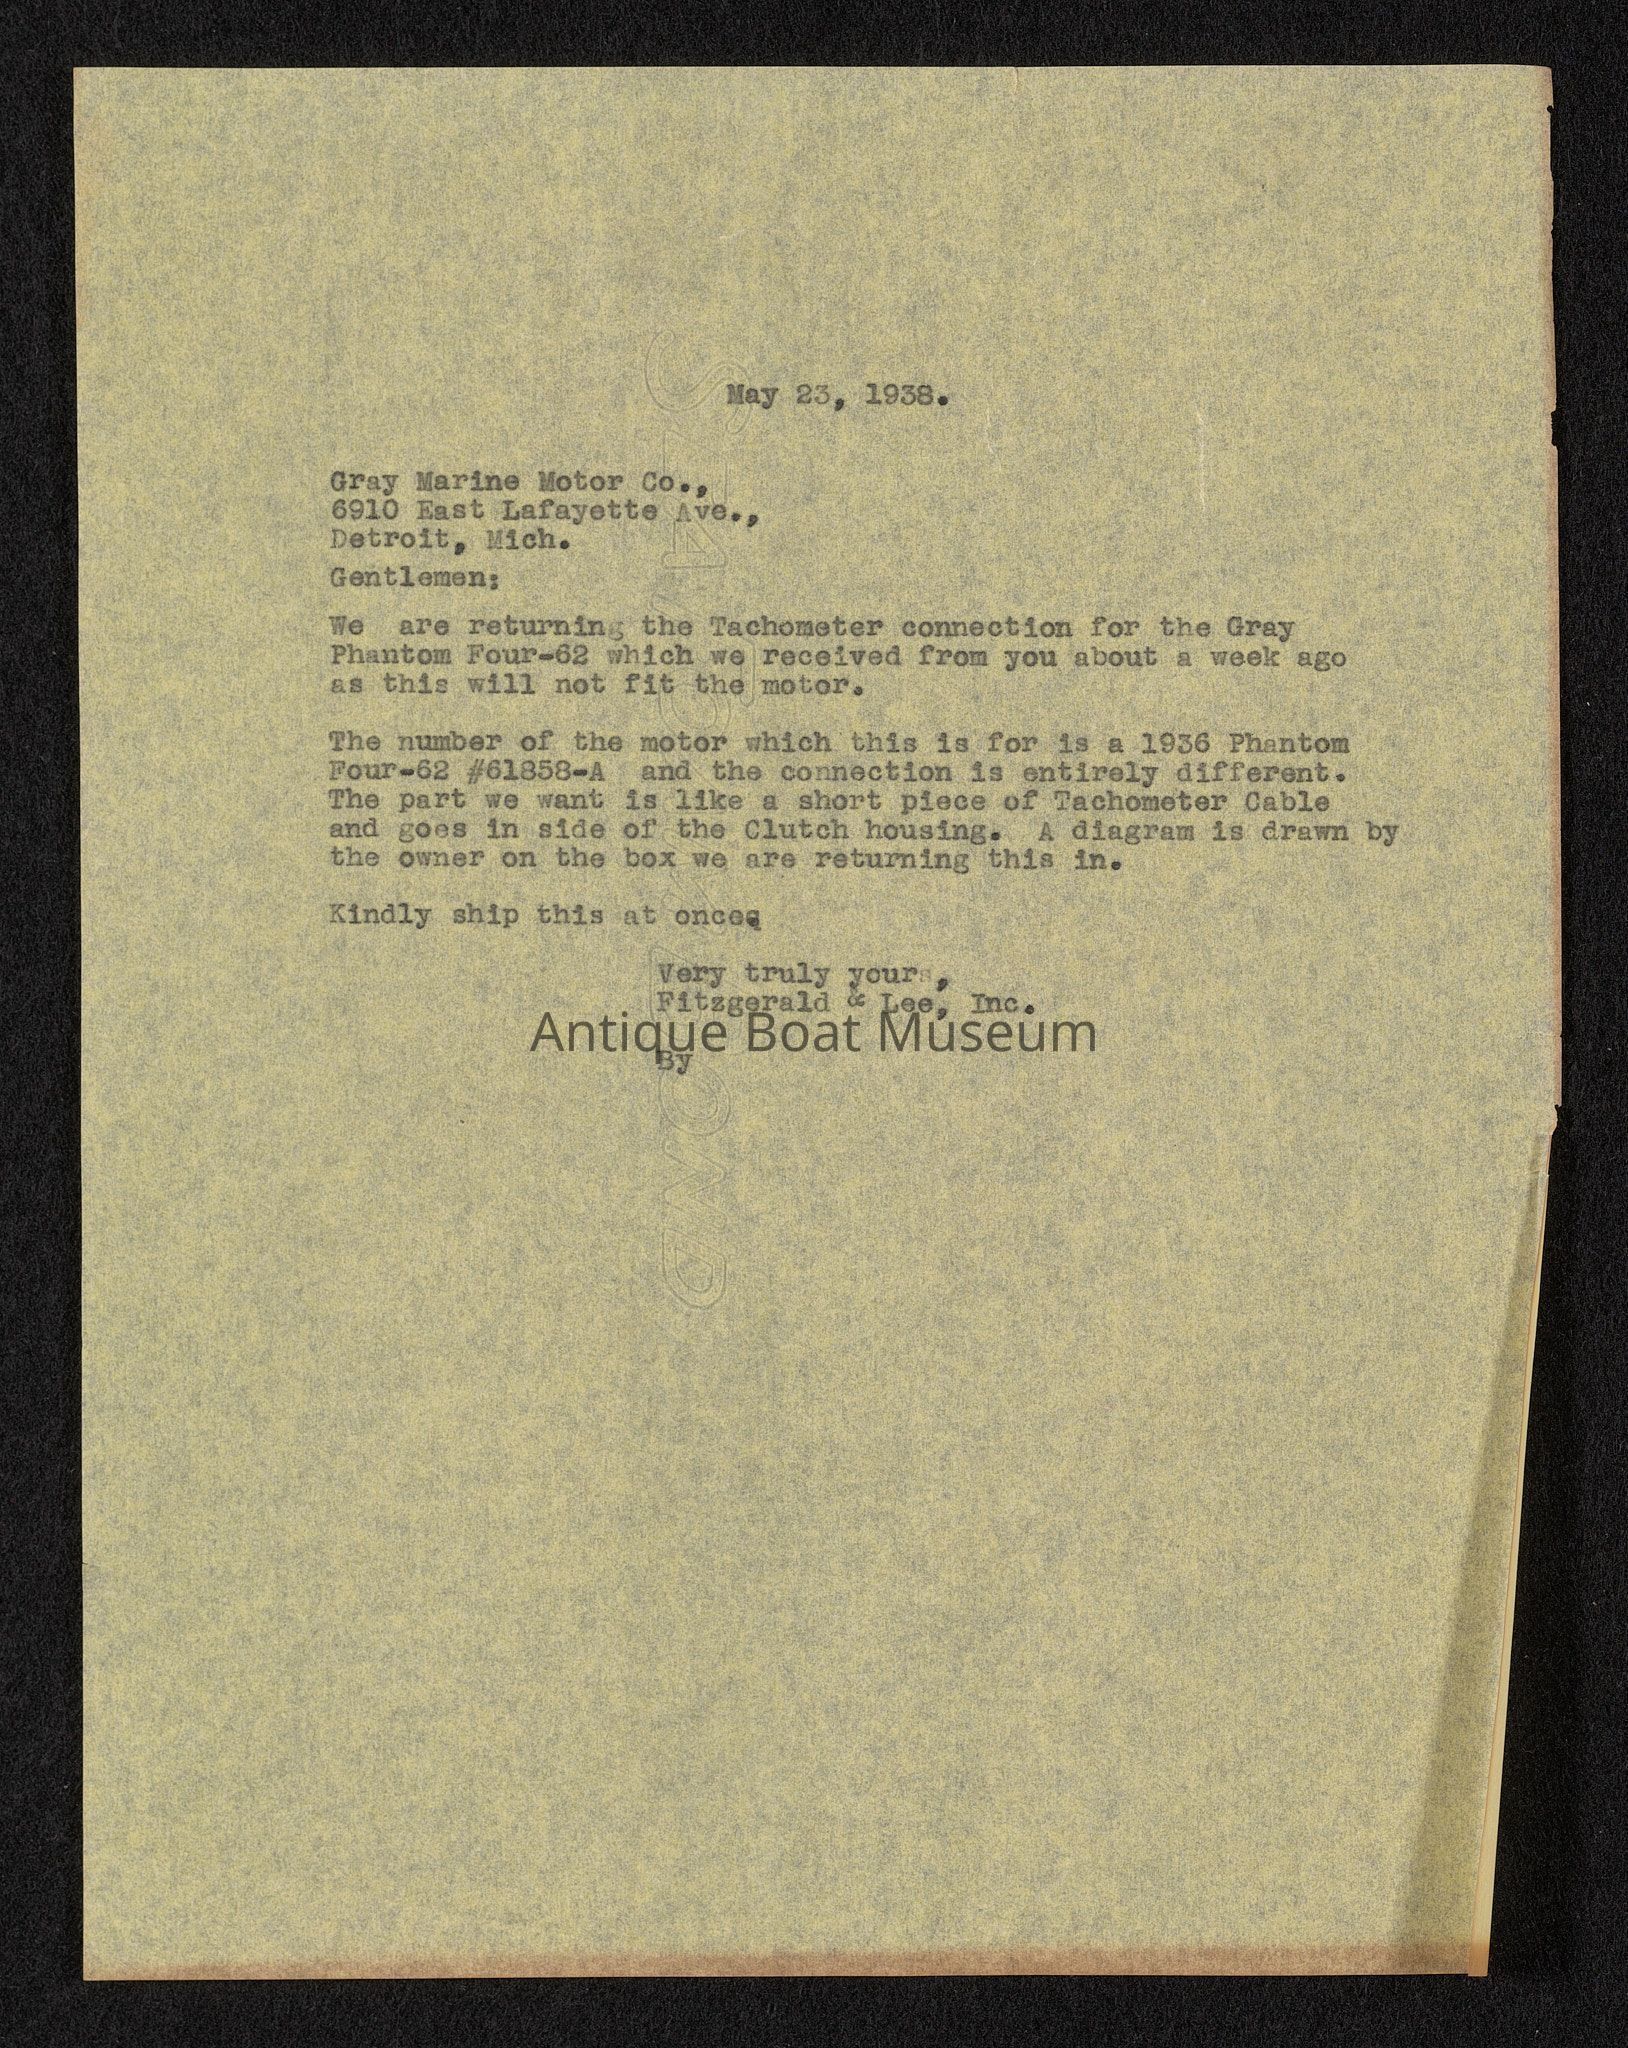 May 23, 1938.
Gray Marine Motor Co.,
6910 East Lafayette Ave.,
Detroit, Mich.
Gentlemen:
We are returning the Tachometer connection for the Gray
Phantom Four-62 which we received from you about a week ago
as this will not fit the motor.
The number of the motor which this is for is a 1936 Phantom
Four-62 #61858-A and the connection is entirely different.
The part we want is like a short piece of Tachometer Cable
and goes in side of the Clutch housing. A diagram is drawn by
the owner on the box we are returning this in.
Kindly ship this at once.
Very truly yours,
Fitzgerald & Lee, Inc.
Antique Boat Museum
By